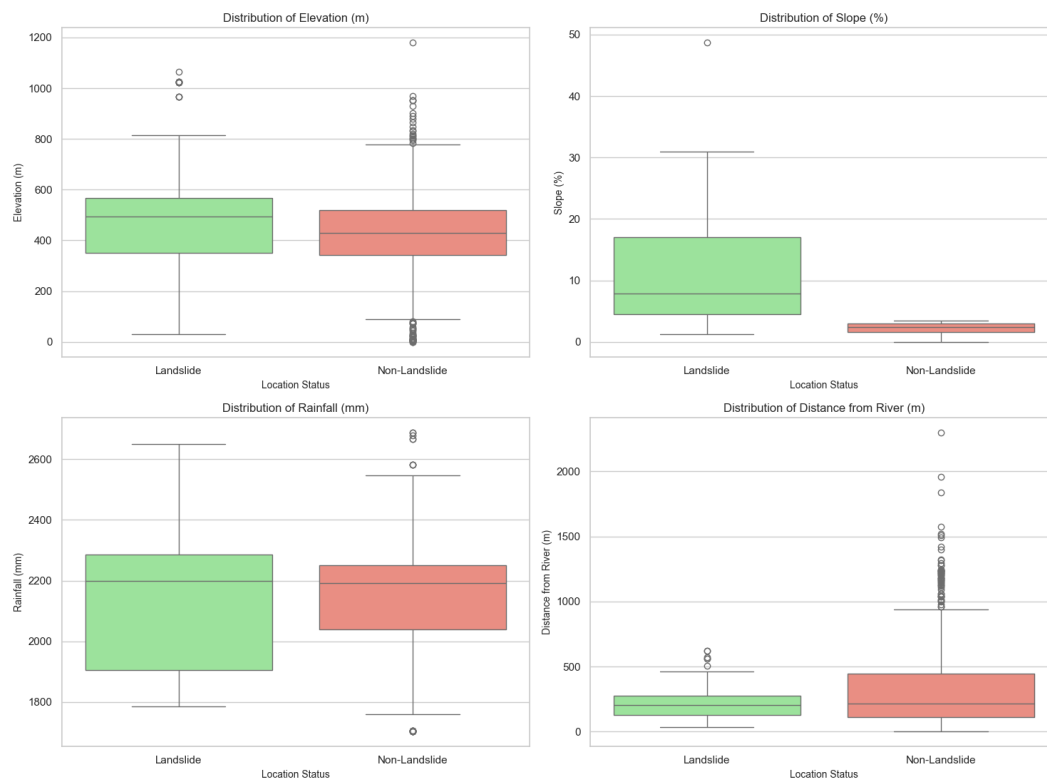 Distribution of Elevation (m)
Elevation (m)
1200
1000
800
600
400
200
0
Landslide
Non-Landslide
Location Status
Distribution of Slope (%)
Slope (%)
50
40
30
20
10
0
Landslide
Non-Landslide
Location Status
Distribution of Rainfall (mm)
Rainfall (mm)
2600
2400
2200
2000
1800
Landslide
Non-Landslide
Location Status
Distribution of Distance from River (m)
Distance from River (m)
2000
1500
1000
500
0
Landslide
Non-Landslide
Location Status